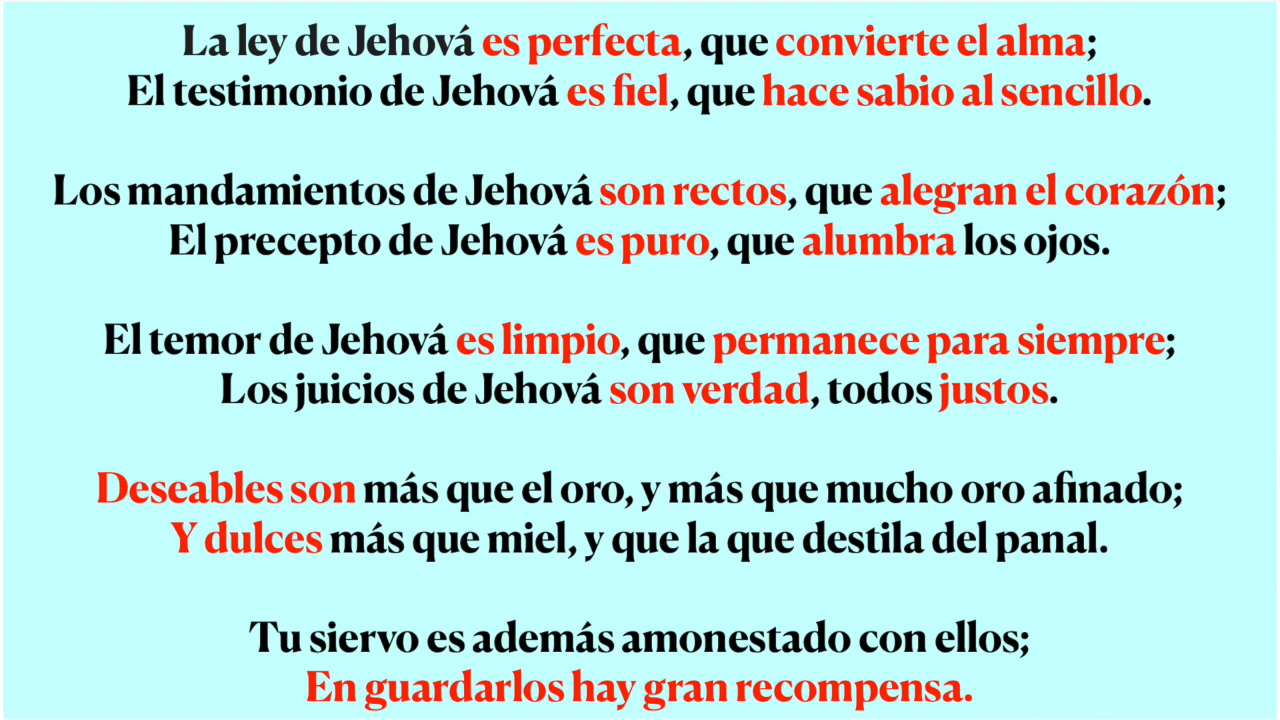 La ley de Jehová es perfecta, que convierte el alma;
El testimonio de Jehová es fiel, que hace sabio al sencillo.
Los mandamientos de Jehová son rectos, que alegran el corazón;
El precepto de Jehová es puro, que alumbra los ojos.
El temor de Jehová es limpio, que permanece para siempre;
Los juicios de Jehová son verdad, todos justos.
Deseables son más que el oro, y más que mucho oro afinado;
Y dulces más que miel, y que la que destila del panal.
Tu siervo es además amonestado con ellos;
En guardarlos hay gran recompensa.